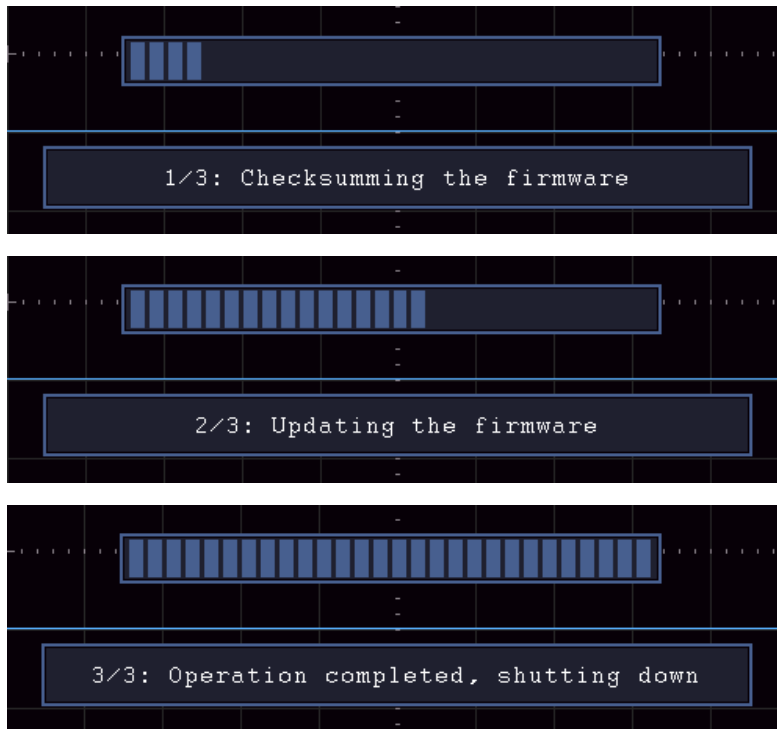 1/3: Checksumming the firmware
2/3: Updating the firmware
3/3: Operation completed, shutting down